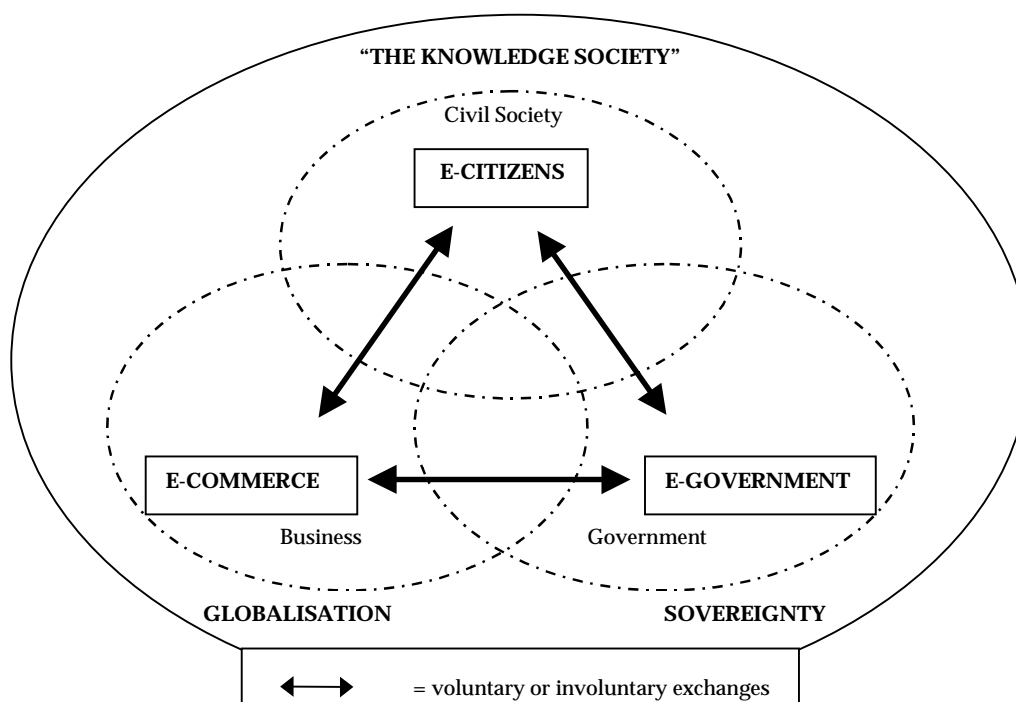 “THE KNOWLEDGE SOCIETY”
Civil Society
E-CITIZENS
E-COMMERCE
E-GOVERNMENT
Business
Government
GLOBALISATION
SOVEREIGNTY
= voluntary or involuntary exchanges